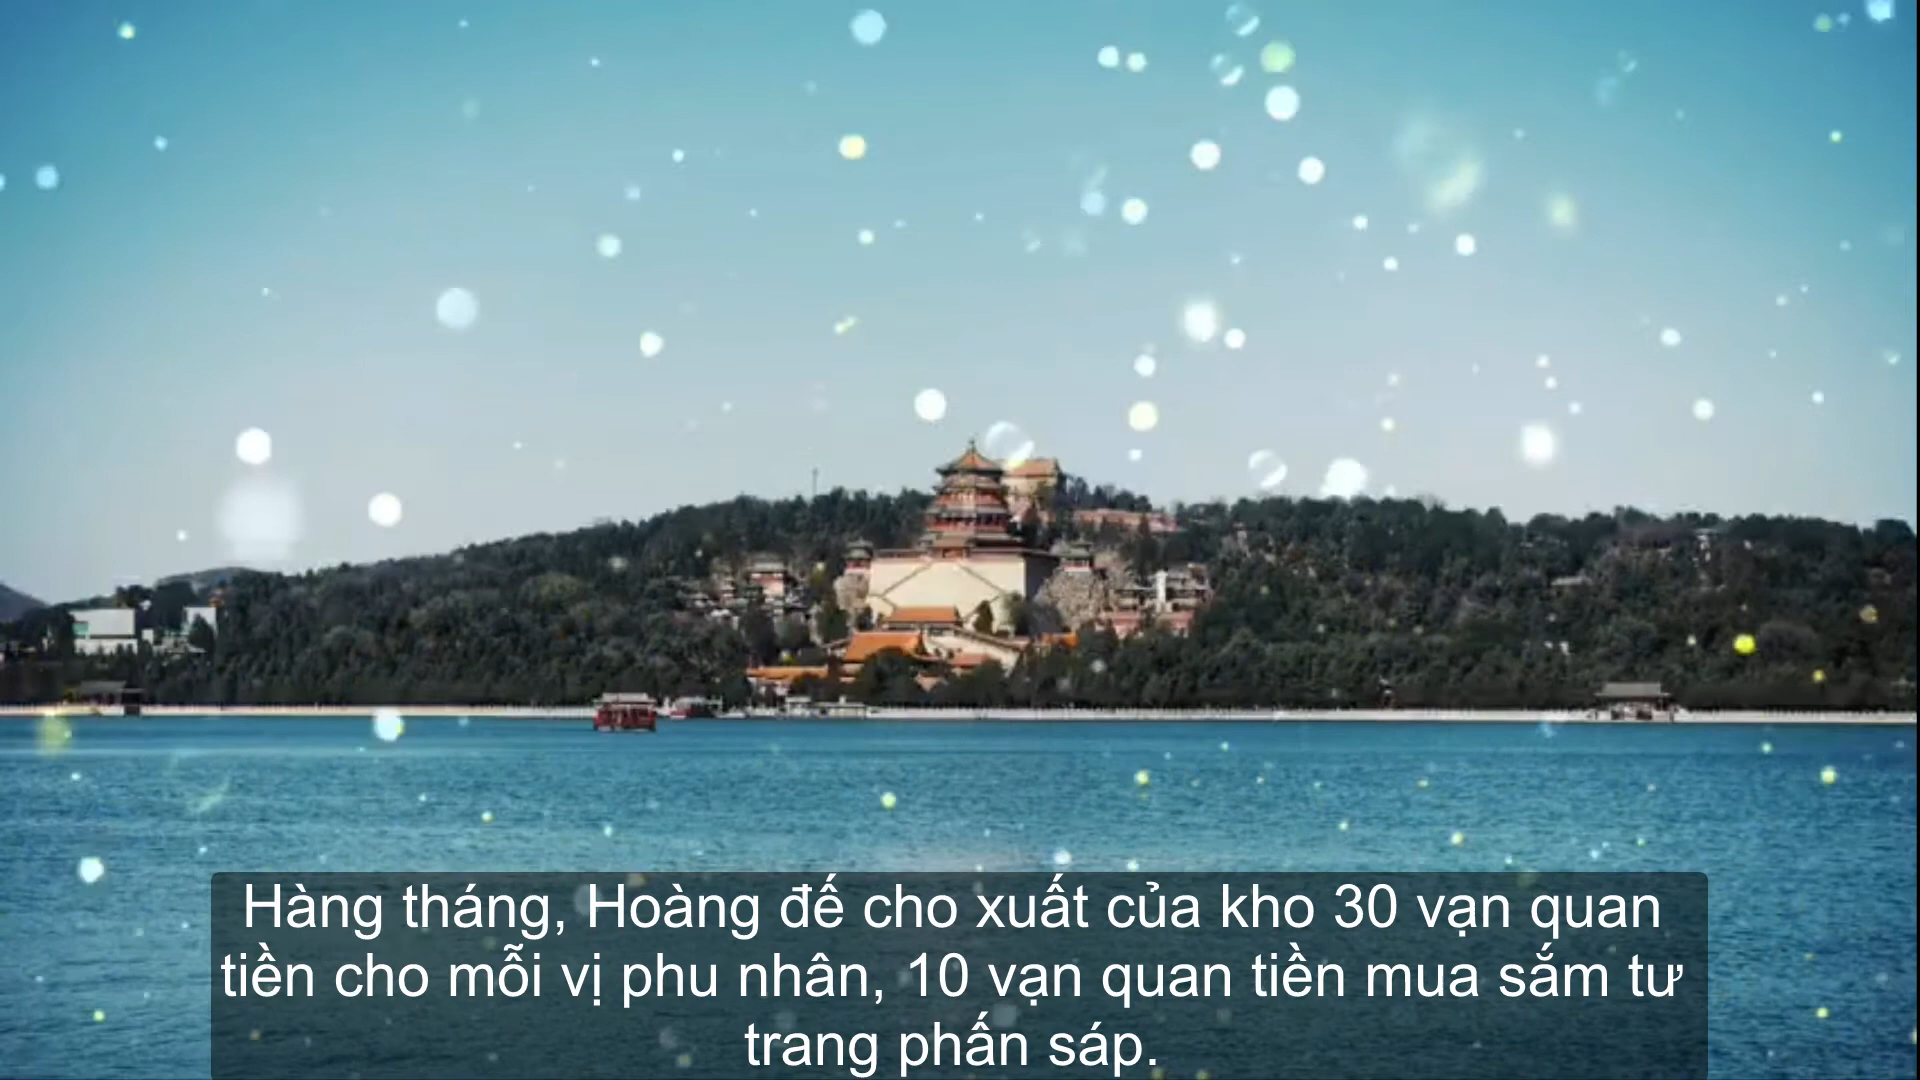 Hàng tháng, Hoàng đế cho xuất của kho 30 vạn quan
tiền cho mỗi vị phu nhân, 10 vạn quan tiền mua sắm tư
trang phấn sáp.